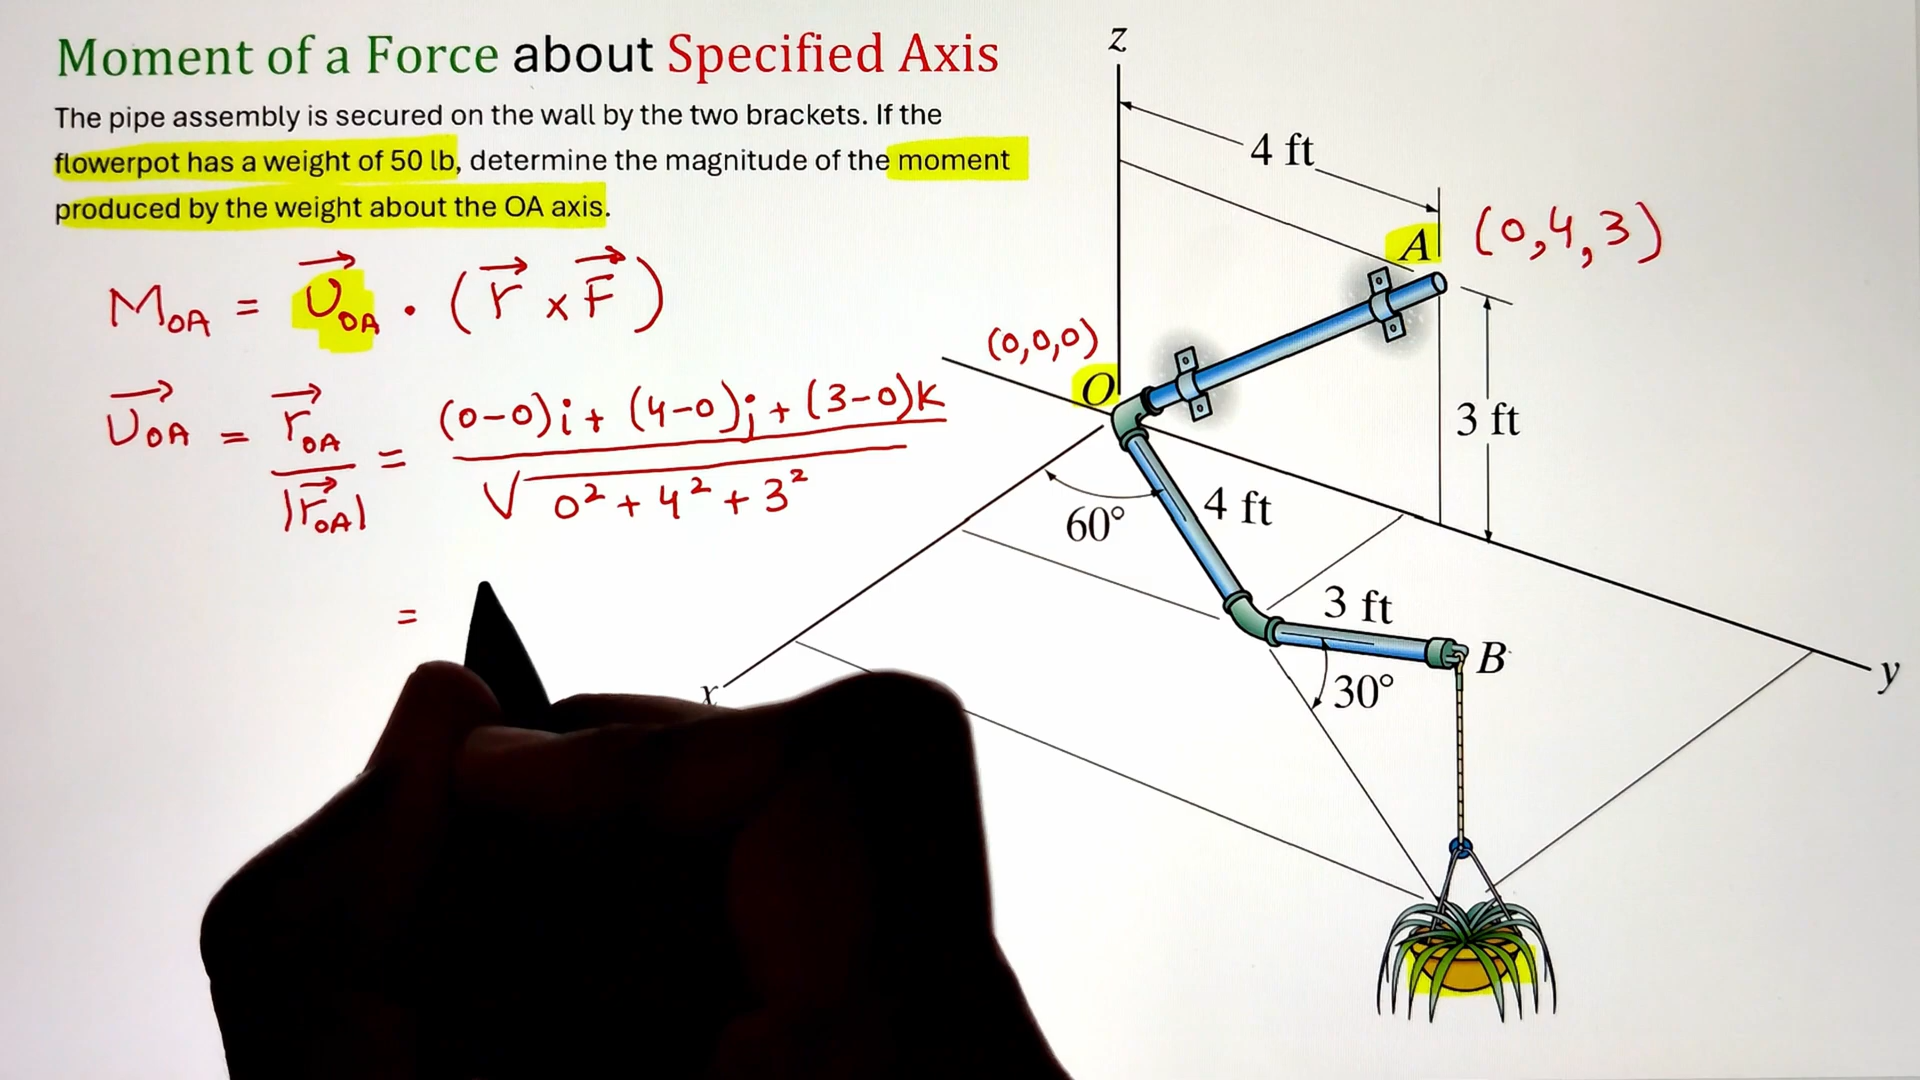 Moment of a Force about Specified Axis
The pipe assembly is secured on the wall by the two brackets. If the
flowerpot has a weight of 50 lb, determine the magnitude of the moment
produced by the weight about the OA axis.
M_OA = U_OA · (r × F)
U_OA = r_OA / |r_OA| = (0-0)i + (4-0)j + (3-0)k / √(0² + 4² + 3²)
=
z
4 ft
A (0,4,3)
(0,0,0)
O
3 ft
60°
4 ft
3 ft
B
30°
x
y